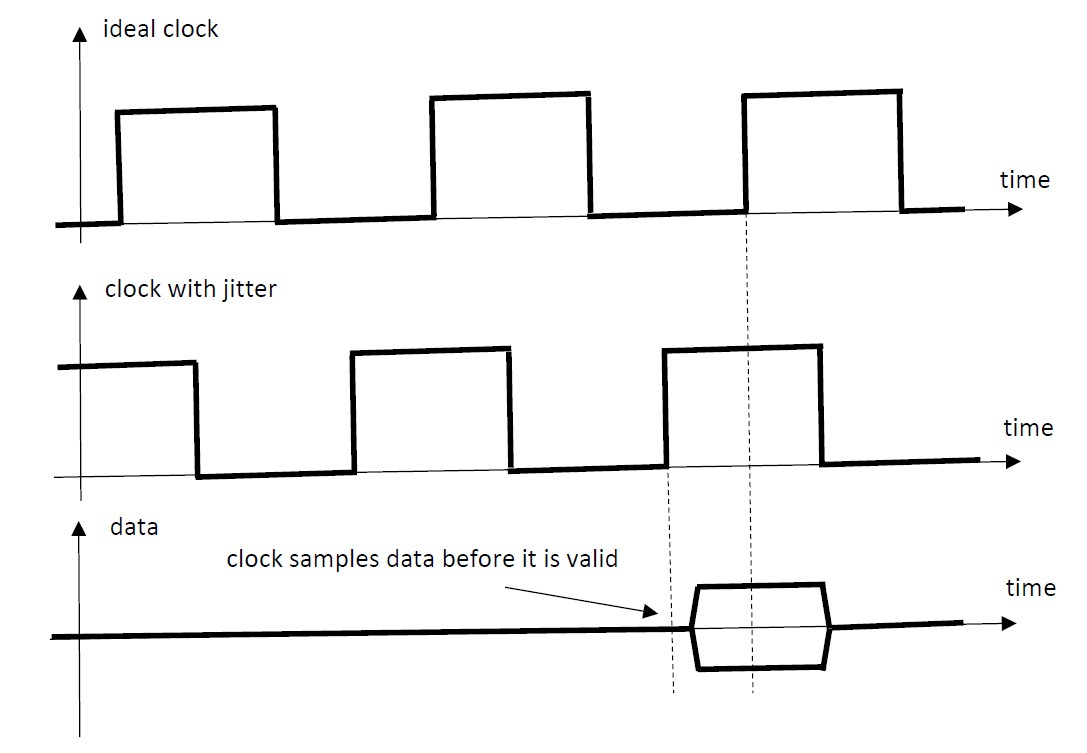 ideal clock
time
clock with jitter
time
data
clock samples data before it is valid
time